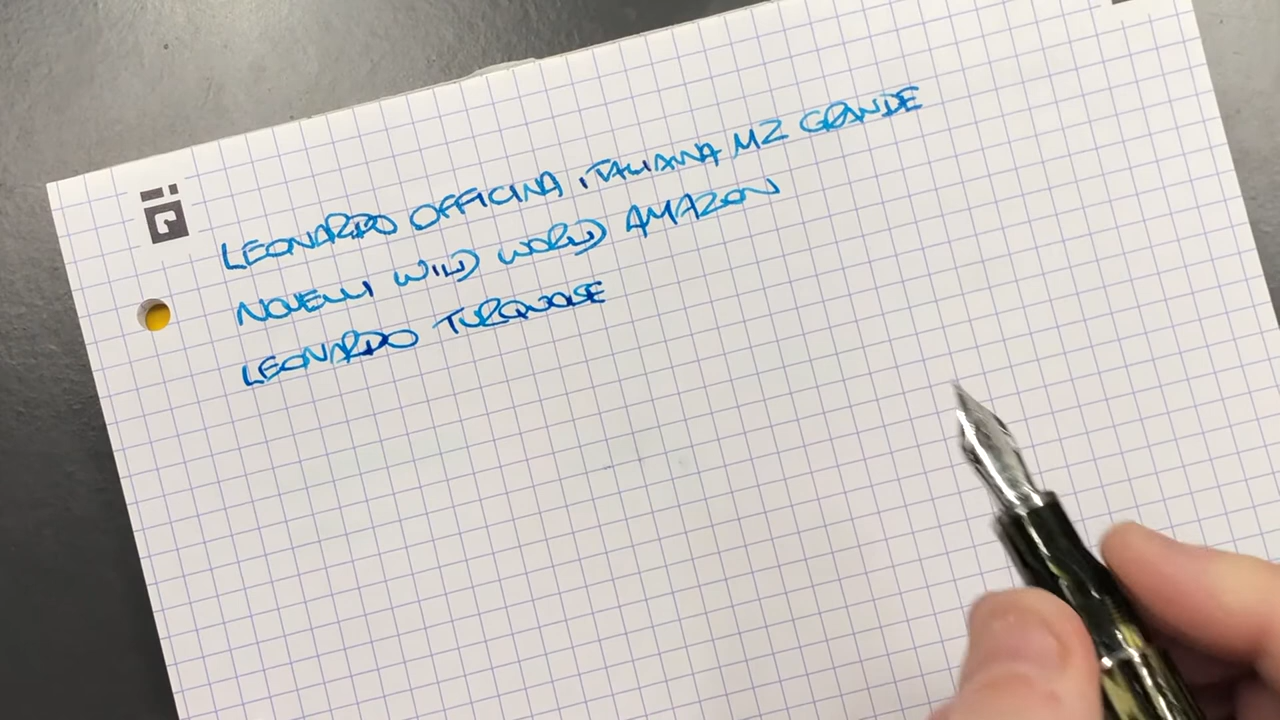 LEONARDO OFFICINA ITALIANA MZ GRANDE
NOVELLI WILD WORLD AMAZON
LEONARDO TURQUOISE